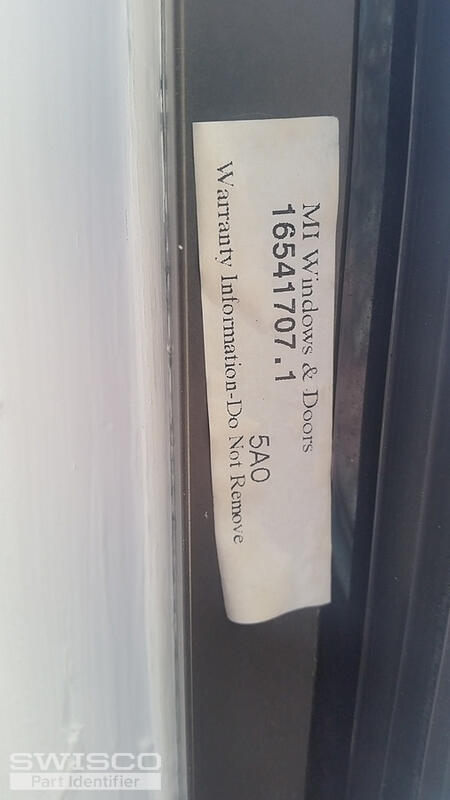 MI Windows & Doors
16541707.1
5A0
Warranty Information-Do Not Remove
SWISCO
Part Identifier